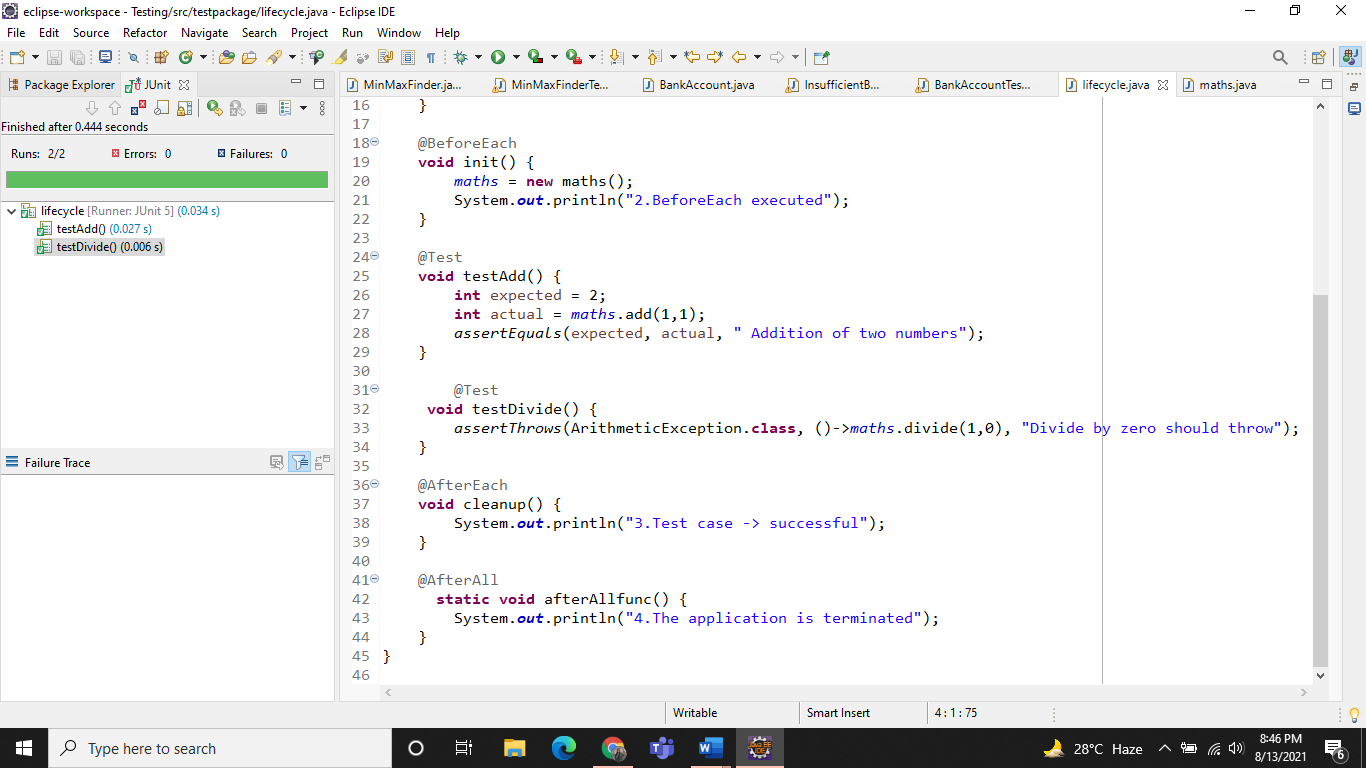 eclipse-workspace - Testing/src/testpackage/lifecycle.java - Eclipse IDE
File Edit Source Refactor Navigate Search Project Run Window Help
Package Explorer JUnit
MinMaxFinder.ja... MinMaxFinderTe... BankAccount.java InsufficientB... BankAccountTes... lifecycle.java maths.java
Finished after 0.444 seconds
Runs: 2/2 Errors: 0 Failures: 0
lifecycle [Runner: JUnit 5] (0.034 s)
testAdd() (0.027 s)
testDivide() (0.006 s)
Failure Trace
16 }
17
18 @BeforeEach
19 void init() {
20 maths = new maths();
21 System.out.println("2.BeforeEach executed");
22 }
23
24 @Test
25 void testAdd() {
26 int expected = 2;
27 int actual = maths.add(1,1);
28 assertEquals(expected, actual, " Addition of two numbers");
29 }
30
31 @Test
32 void testDivide() {
33 assertThrows(ArithmeticException.class, ()->maths.divide(1,0), "Divide by zero should throw");
34 }
35
36 @AfterEach
37 void cleanup() {
38 System.out.println("3.Test case -> successful");
39 }
40
41 @AfterAll
42 static void afterAllfunc() {
43 System.out.println("4.The application is terminated");
44 }
45 }
46
Writable Smart Insert 4 : 1 : 75
Type here to search
28°C Haze
8:46 PM
8/13/2021
6